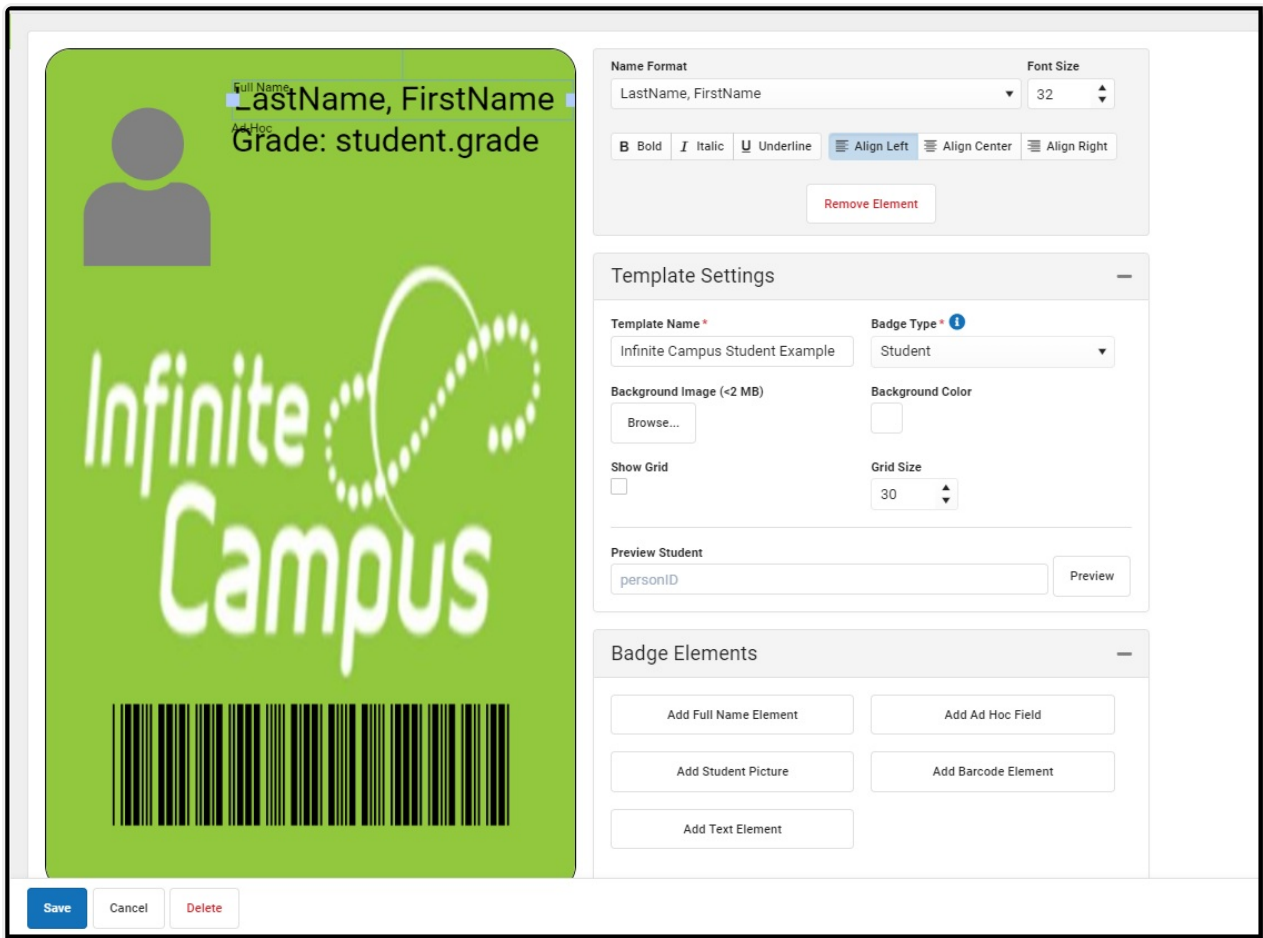 Full Name
LastName, FirstName
Ad-Hoc
Grade: student.grade
Infinite
Campus
Name Format
Font Size
LastName, FirstName
32
B Bold
I Italic
U Underline
Align Left
Align Center
Align Right
Remove Element
Template Settings
Template Name*
Badge Type*
Infinite Campus Student Example
Student
Background Image (<2 MB)
Background Color
Browse...
Show Grid
Grid Size
30
Preview Student
personID
Preview
Badge Elements
Add Full Name Element
Add Ad Hoc Field
Add Student Picture
Add Barcode Element
Add Text Element
Save
Cancel
Delete